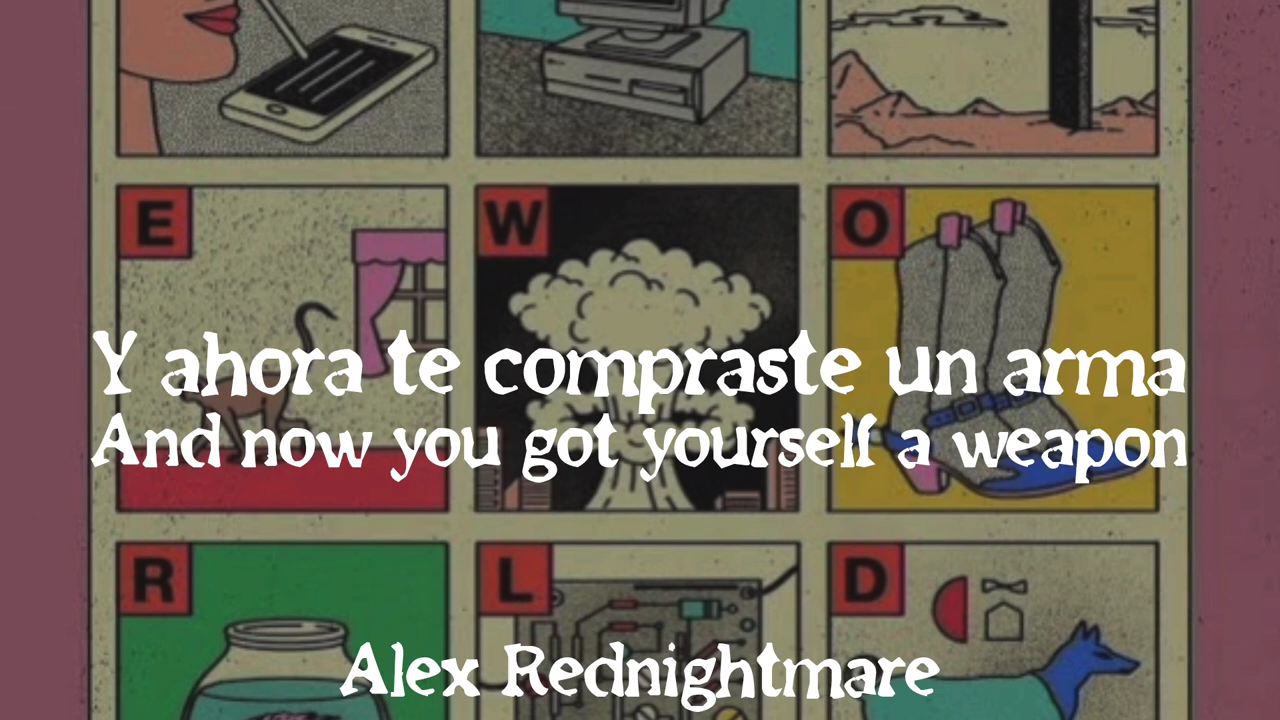 E W O
Y ahora te compraste un arma
And now you got yourself a weapon
R L D
Alex Rednightmare